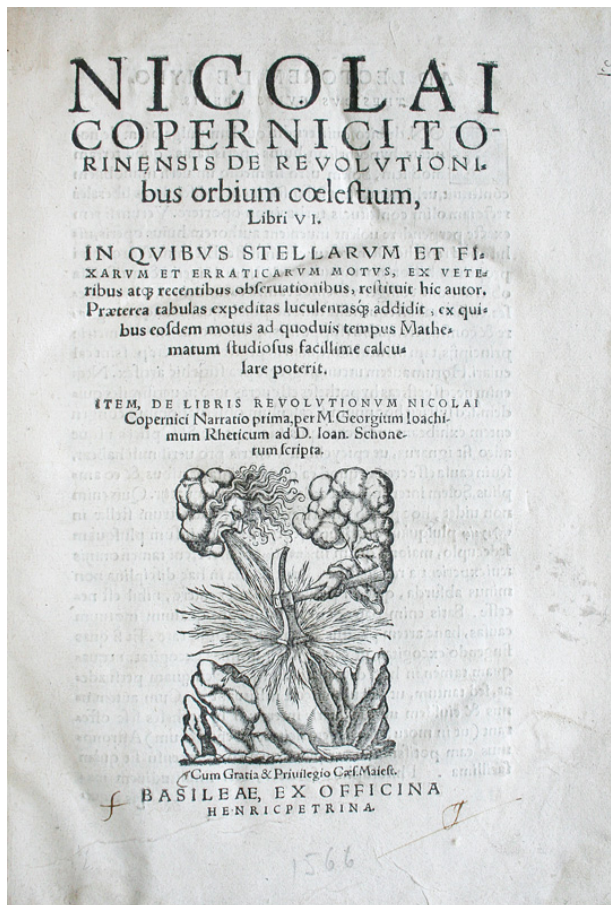 NICOLAI
COPERNICI TO-
RINENSIS DE REVOLVTIONI-
bus orbium cœleſtium,
Libri VI.
IN QVIBVS STELLARVM ET FI-
XARVM ET ERRATICARVM MOTVS, EX VETE-
ribus atqꝫ recentibus obſeruationibus, reſtituit hic autor.
Præterea tabulas expeditas luculentasqꝫ addidit, ex qui-
bus eoſdem motus ad quoduis tempus Mathe-
matum ſtudioſus facillime calcu-
lare poterit.
ITEM, DE LIBRIS REVOLVTIONVM NICOLAI
Copernici Narratio prima, per M. Georgium Ioachi-
mum Rheticum ad D. Ioan. Schone-
rum ſcripta.
Cum Gratia & Priuilegio Cæſ. Maieſt.
BASILEAE, EX OFFICINA
HENRICPETRINA.
1566